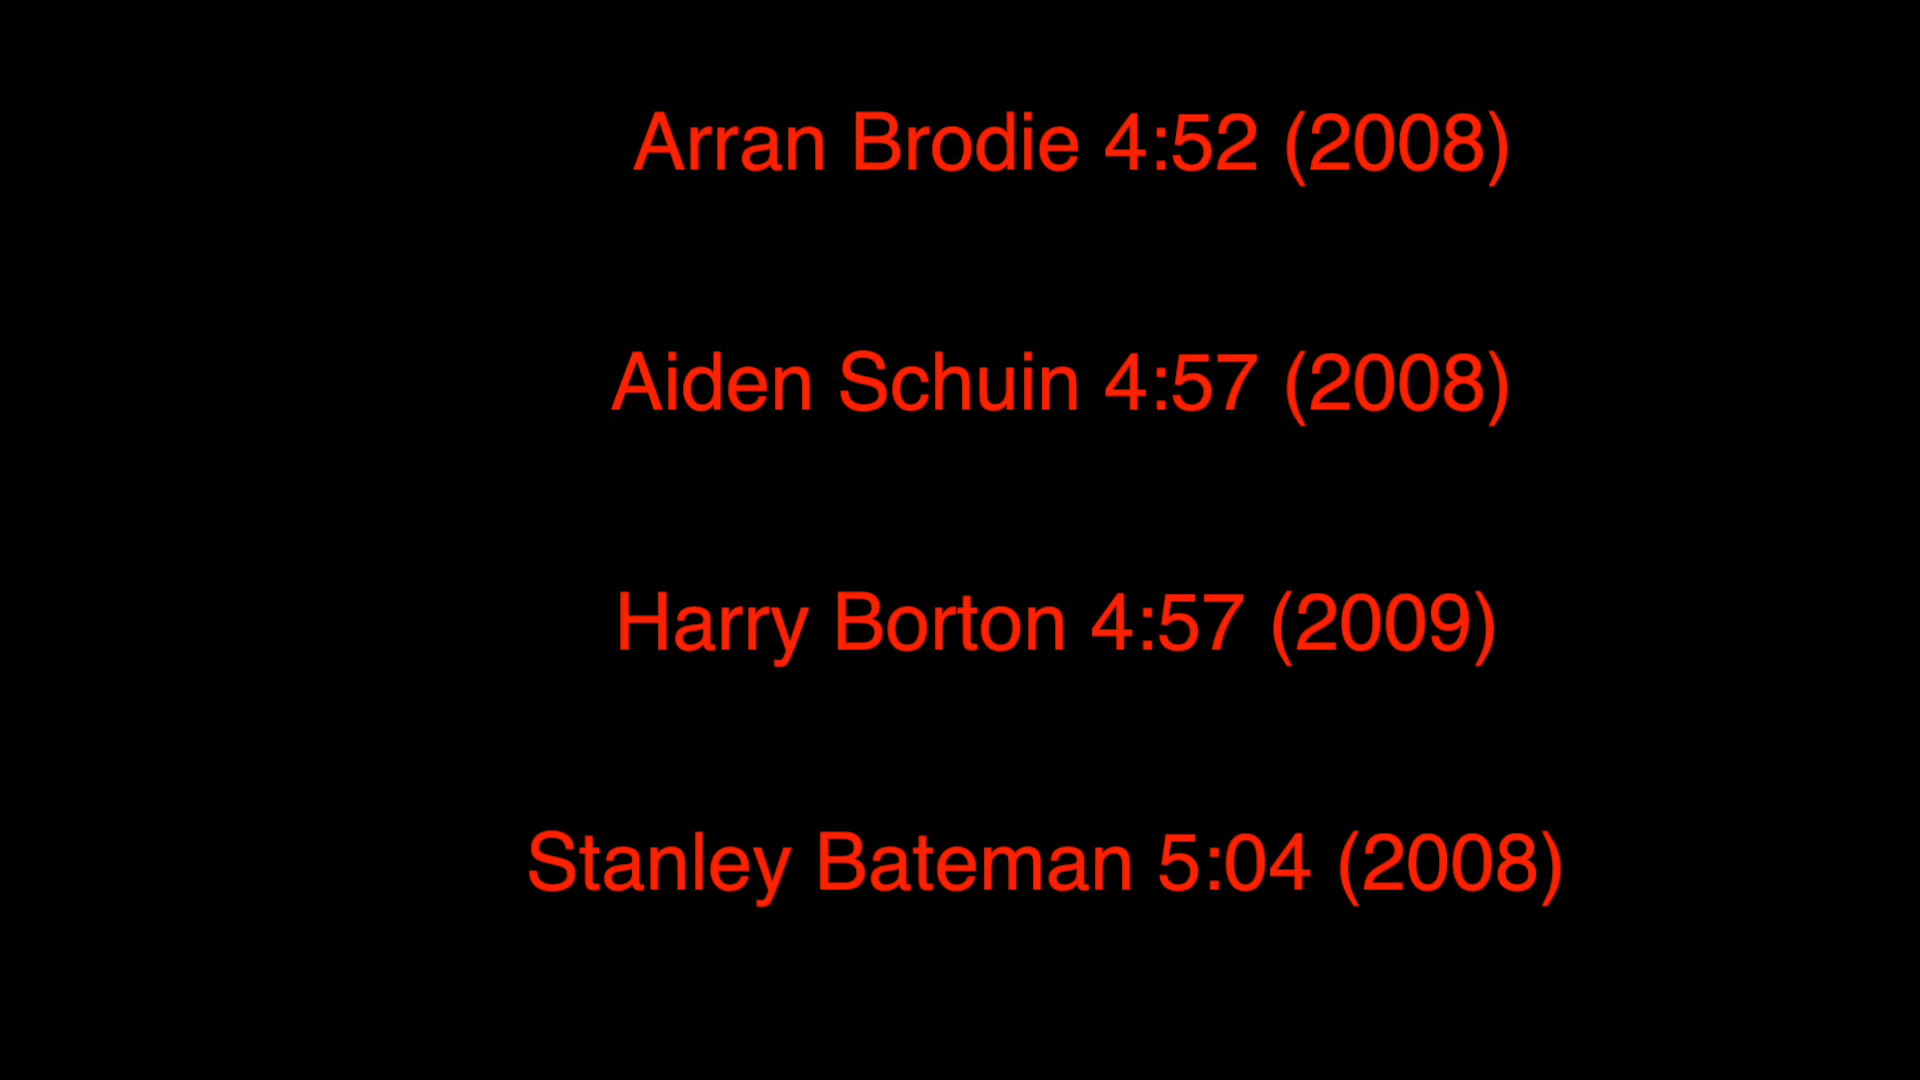 Arran Brodie 4:52 (2008)
Aiden Schuin 4:57 (2008)
Harry Borton 4:57 (2009)
Stanley Bateman 5:04 (2008)